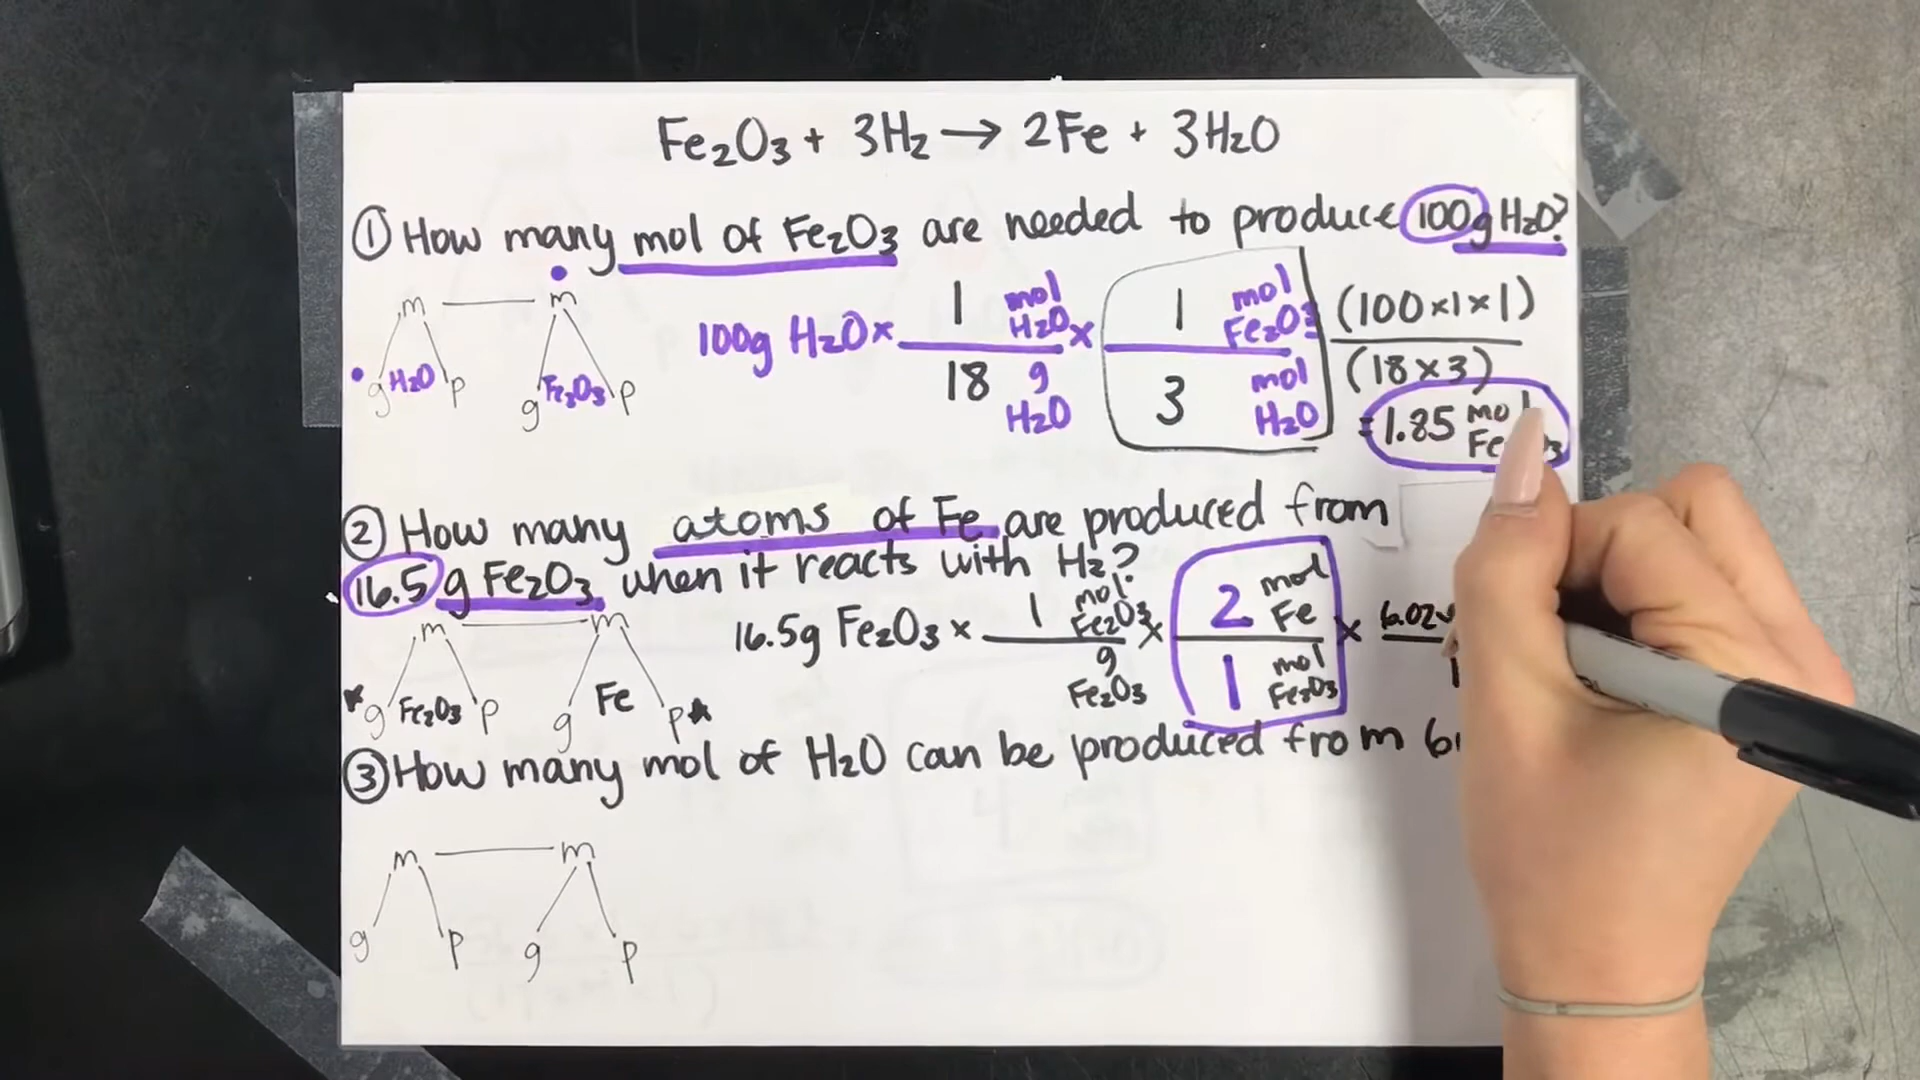 Fe₂O₃ + 3H₂ → 2Fe + 3H₂O
① How many mol of Fe₂O₃ are needed to produce 100g H₂O?
m m
g H₂O p g Fe₂O₃ p
100g H₂O × 1 mol H₂O / 18 g H₂O × 1 mol Fe₂O₃ / 3 mol H₂O
(100×1×1)
(18×3)
= 1.85 mol
② How many atoms of Fe are produced from
16.5 g Fe₂O₃ when it reacts with H₂?
m m
g Fe₂O₃ p g Fe p
16.5g Fe₂O₃ × 1 mol Fe₂O₃ / g Fe₂O₃ × 2 mol Fe / 1 mol Fe₂O₃ × 6.02 / 1
③ How many mol of H₂O can be produced from
m m
g p g p